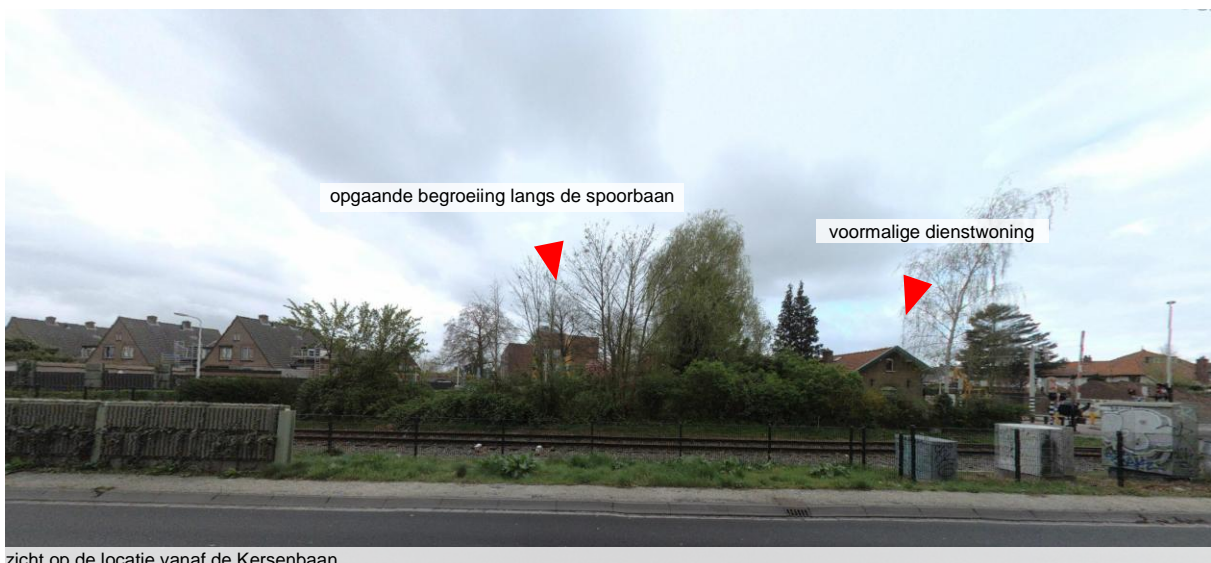 opgaande begroeiing langs de spoorbaan
voormalige dienstwoning
zicht op de locatie vanaf de Kersenbaan